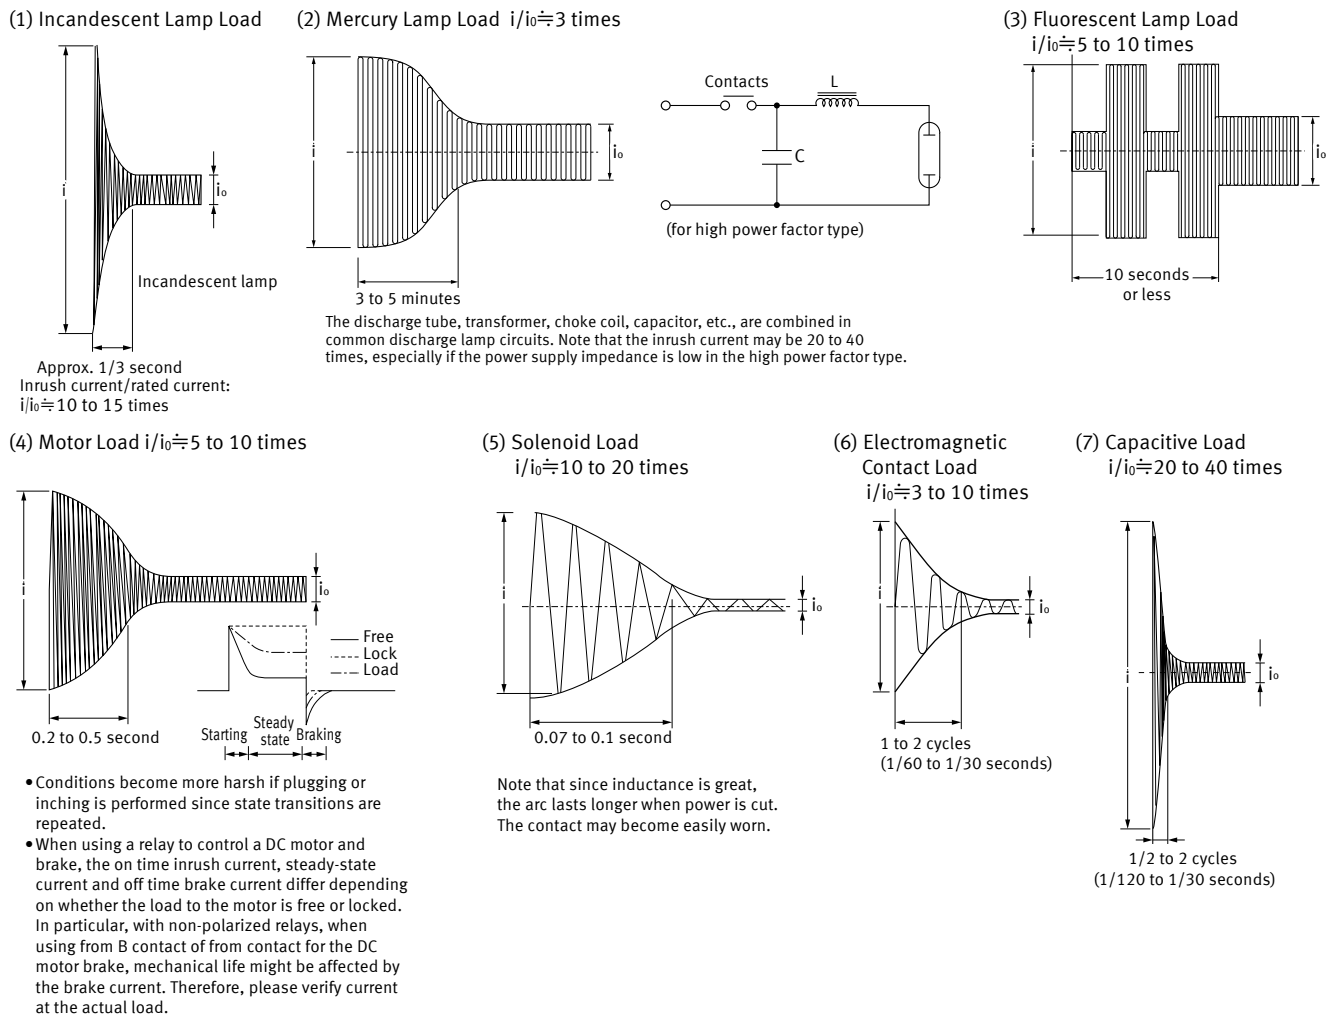 (1) Incandescent Lamp Load
i
i₀
Incandescent lamp
Approx. 1/3 second
Inrush current/rated current:
i/i₀≒10 to 15 times
(2) Mercury Lamp Load i/i₀≒3 times
i
i₀
3 to 5 minutes
Contacts
L
C
(for high power factor type)
The discharge tube, transformer, choke coil, capacitor, etc., are combined in
common discharge lamp circuits. Note that the inrush current may be 20 to 40
times, especially if the power supply impedance is low in the high power factor type.
(3) Fluorescent Lamp Load
i/i₀≒5 to 10 times
i
i₀
10 seconds
or less
(4) Motor Load i/i₀≒5 to 10 times
i
i₀
Free
Lock
Load
0.2 to 0.5 second
Starting
Steady
state
Braking
• Conditions become more harsh if plugging or
inching is performed since state transitions are
repeated.
• When using a relay to control a DC motor and
brake, the on time inrush current, steady-state
current and off time brake current differ depending
on whether the load to the motor is free or locked.
In particular, with non-polarized relays, when
using from B contact of from contact for the DC
motor brake, mechanical life might be affected by
the brake current. Therefore, please verify current
at the actual load.
(5) Solenoid Load
i/i₀≒10 to 20 times
i
i₀
0.07 to 0.1 second
Note that since inductance is great,
the arc lasts longer when power is cut.
The contact may become easily worn.
(6) Electromagnetic
Contact Load
i/i₀≒3 to 10 times
i
i₀
1 to 2 cycles
(1/60 to 1/30 seconds)
(7) Capacitive Load
i/i₀≒20 to 40 times
i
i₀
1/2 to 2 cycles
(1/120 to 1/30 seconds)